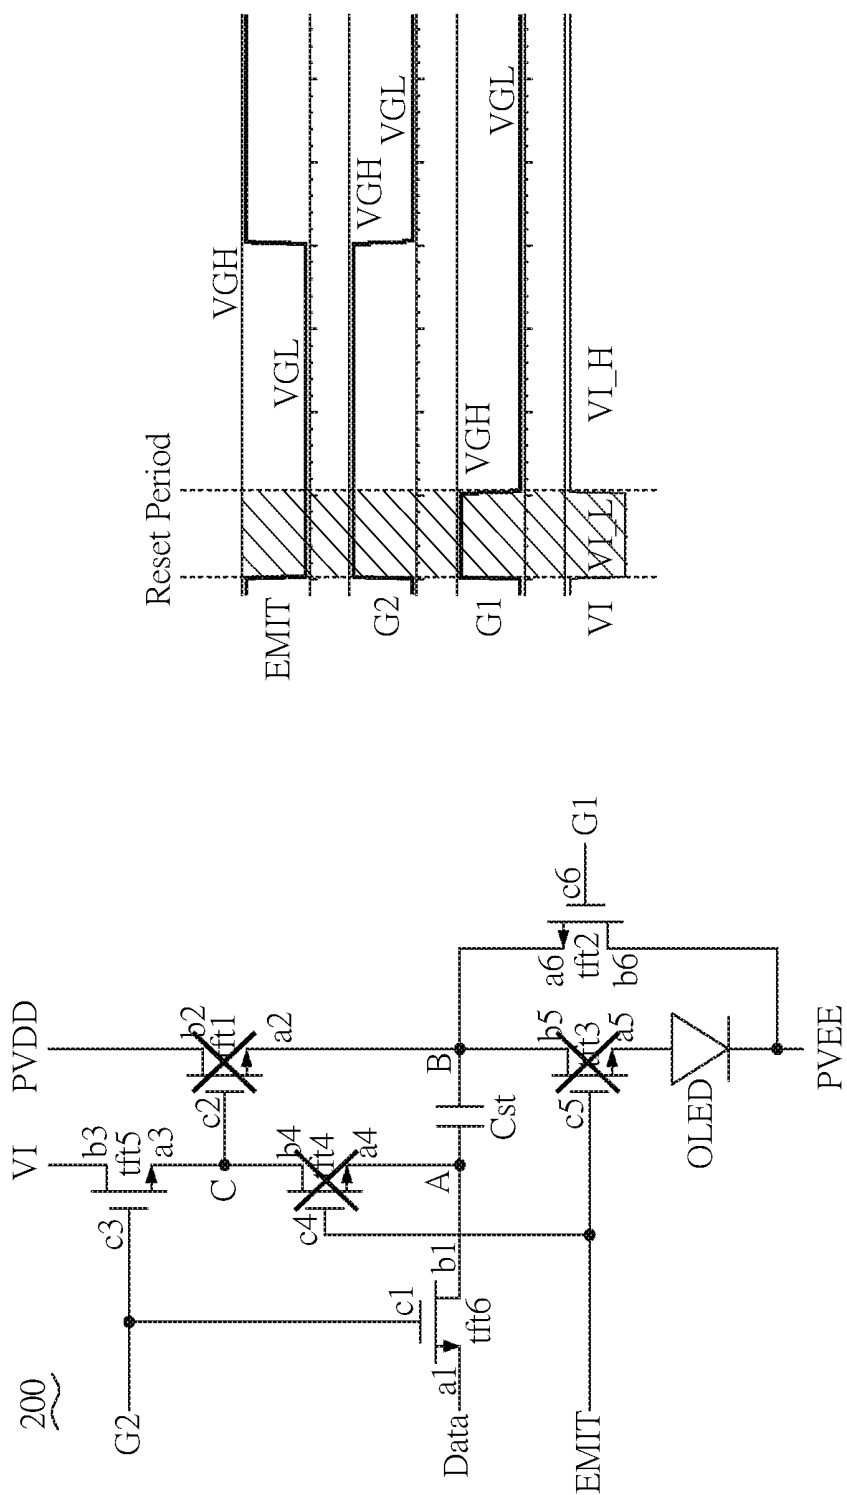 200
G2
Data
EMIT
VI
PVDD
c3
b3
tft5
a3
C
c2
b2
tft1
a2
c4
b4
tft4
a4
A
B
Cst
c1
b1
a1
tft6
c5
b5
tft3
a5
OLED
PVEE
a6
tft2
b6
c6
G1
Reset Period
EMIT
VGL
VGH
G2
VGH
VGL
G1
VGH
VGL
VI
VI_L
VI_H